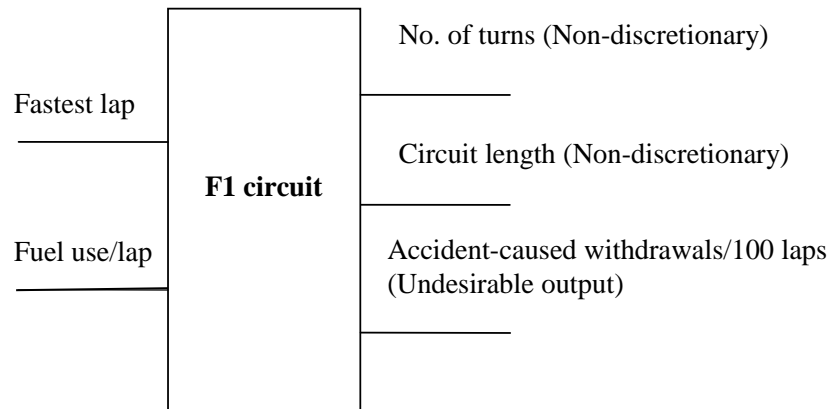 No. of turns (Non-discretionary)
Fastest lap
Circuit length (Non-discretionary)
F1 circuit
Fuel use/lap
Accident-caused withdrawals/100 laps
(Undesirable output)